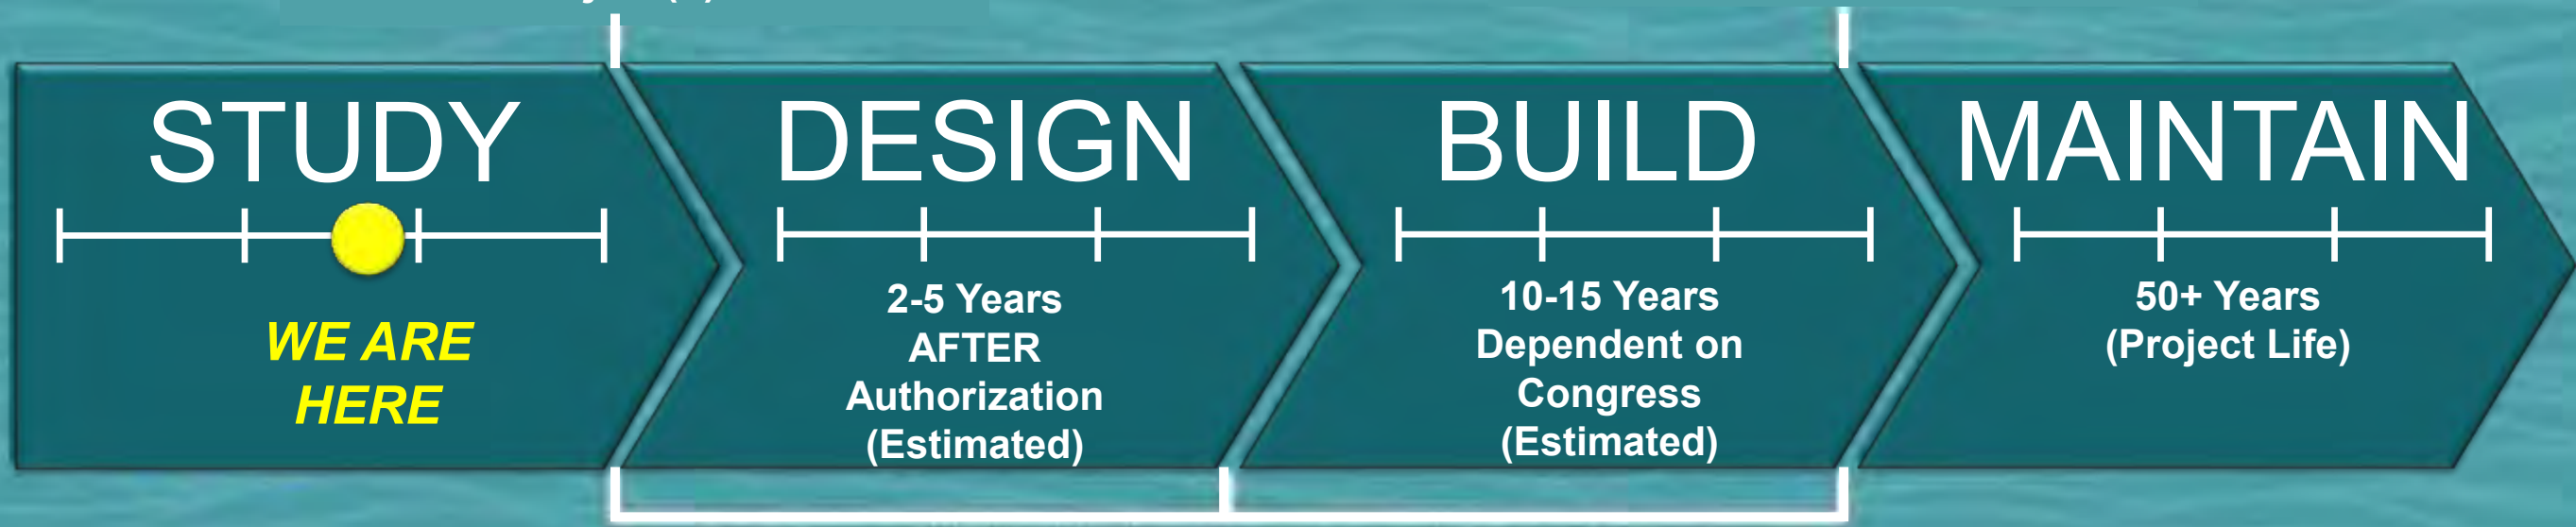 STUDY
WE ARE
HERE
DESIGN
2-5 Years
AFTER
Authorization
(Estimated)
BUILD
10-15 Years
Dependent on
Congress
(Estimated)
MAINTAIN
50+ Years
(Project Life)